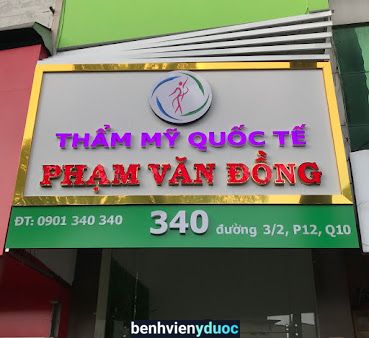 THẨM MỸ QUỐC TẾ
PHẠM VĂN ĐỒNG
ĐT: 0901 340 340 340 đường 3/2, P12, Q10
benhvienyduoc